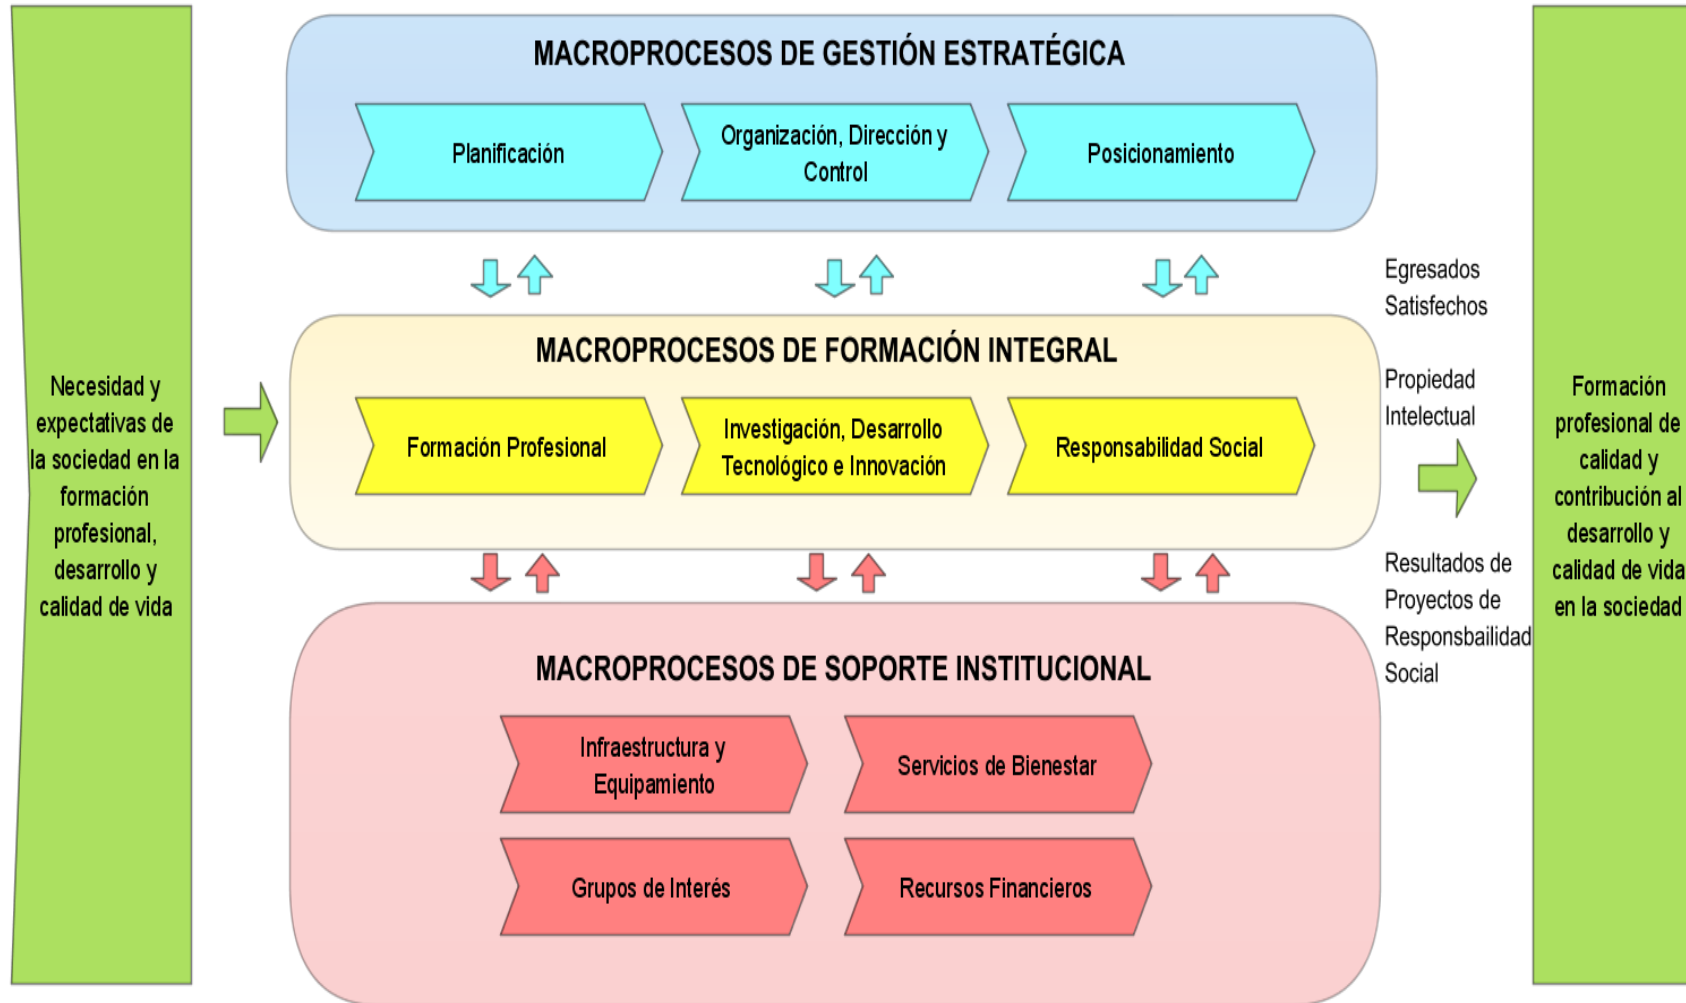 Necesidad y
expectativas de
la sociedad en la
formación
profesional,
desarrollo y
calidad de vida
MACROPROCESOS DE GESTIÓN ESTRATÉGICA
Planificación
Organización, Dirección y
Control
Posicionamiento
MACROPROCESOS DE FORMACIÓN INTEGRAL
Formación Profesional
Investigación, Desarrollo
Tecnológico e Innovación
Responsabilidad Social
MACROPROCESOS DE SOPORTE INSTITUCIONAL
Infraestructura y
Equipamiento
Servicios de Bienestar
Grupos de Interés
Recursos Financieros
Egresados
Satisfechos
Propiedad
Intelectual
Resultados de
Proyectos de
Responsbailidad
Social
Formación
profesional de
calidad y
contribución al
desarrollo y
calidad de vida
en la sociedad